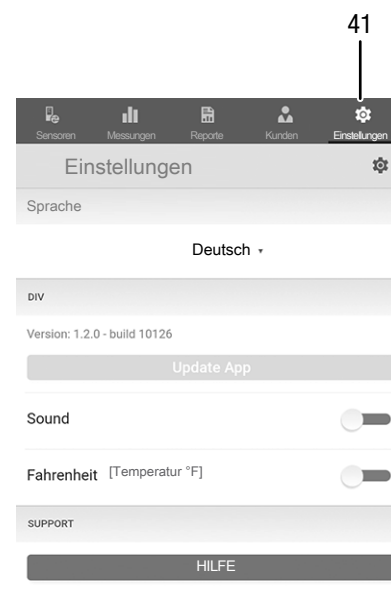 41
Sensoren Messungen Reporte Kunden Einstellungen
Einstellungen
Sprache
Deutsch
DIV
Version: 1.2.0 - build 10126
Update App
Sound
Fahrenheit [Temperatur °F]
SUPPORT
HILFE